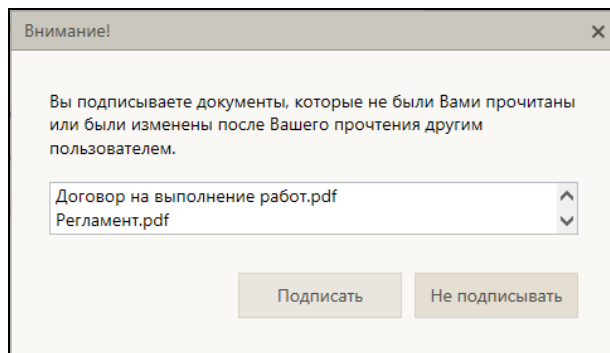 Внимание!
Вы подписываете документы, которые не были Вами прочитаны
или были изменены после Вашего прочтения другим
пользователем.
Договор на выполнение работ.pdf
Регламент.pdf
Подписать
Не подписывать